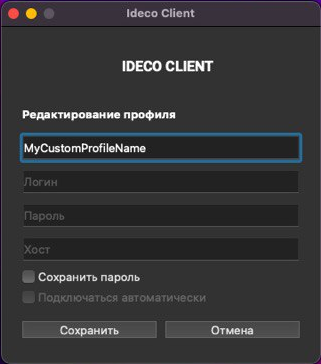 Ideco Client
IDECO CLIENT
Редактирование профиля
MyCustomProfileName
Логин
Пароль
Хост
Сохранить пароль
Подключаться автоматически
Сохранить Отмена